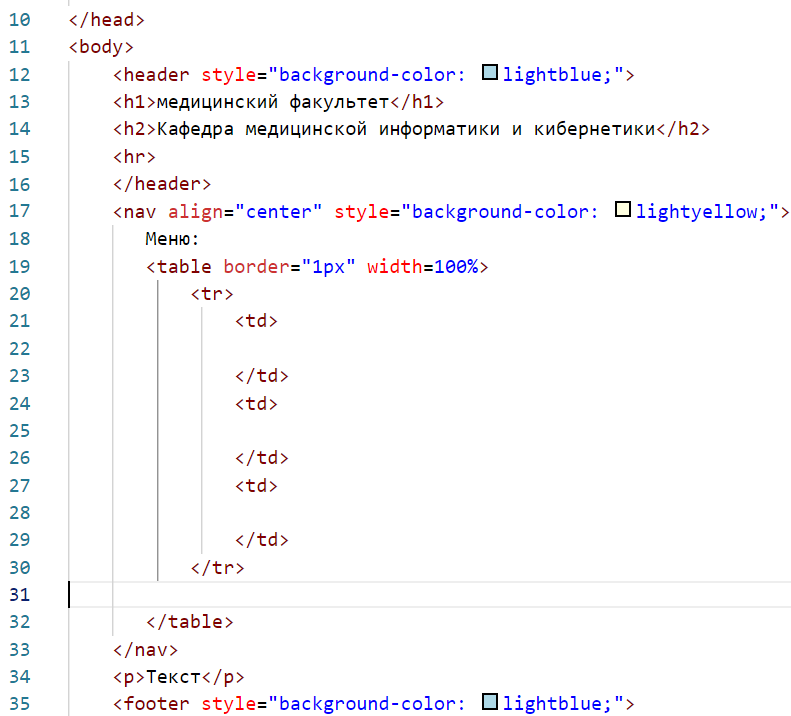 10 </head>
11 <body>
12 <header style="background-color: lightblue;">
13 <h1>медицинский факультет</h1>
14 <h2>Кафедра медицинской информатики и кибернетики</h2>
15 <hr>
16 </header>
17 <nav align="center" style="background-color: lightyellow;">
18 Меню:
19 <table border="1px" width=100%>
20 <tr>
21 <td>
22
23 </td>
24 <td>
25
26 </td>
27 <td>
28
29 </td>
30 </tr>
31
32 </table>
33 </nav>
34 <p>Текст</p>
35 <footer style="background-color: lightblue;">